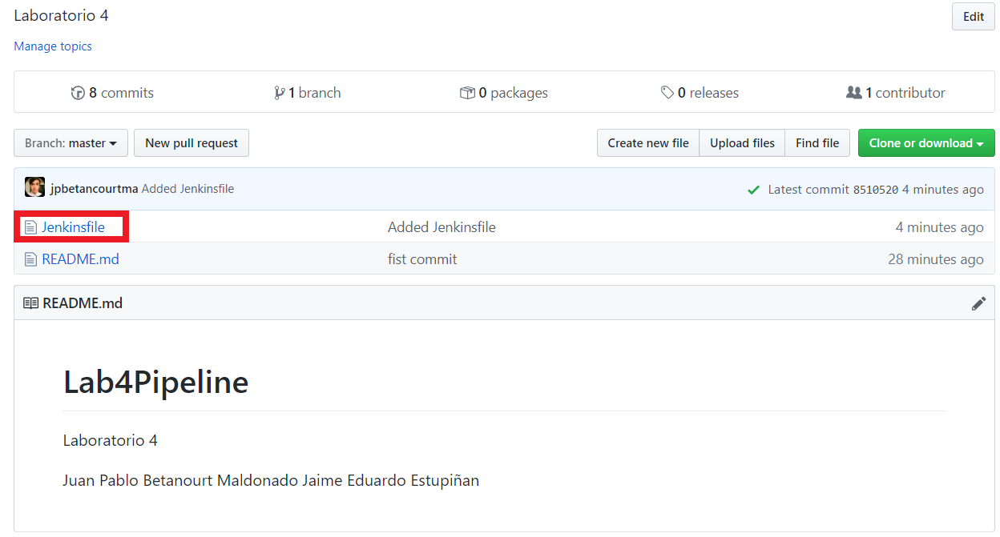 Laboratorio 4
Edit
Manage topics
8 commits
1 branch
0 packages
0 releases
1 contributor
Branch: master
New pull request
Create new file
Upload files
Find file
Clone or download
jpbetancourtma Added Jenkinsfile
Latest commit 8510520 4 minutes ago
Jenkinsfile
Added Jenkinsfile
4 minutes ago
README.md
fist commit
28 minutes ago
README.md
Lab4Pipeline
Laboratorio 4
Juan Pablo Betanourt Maldonado Jaime Eduardo Estupiñan